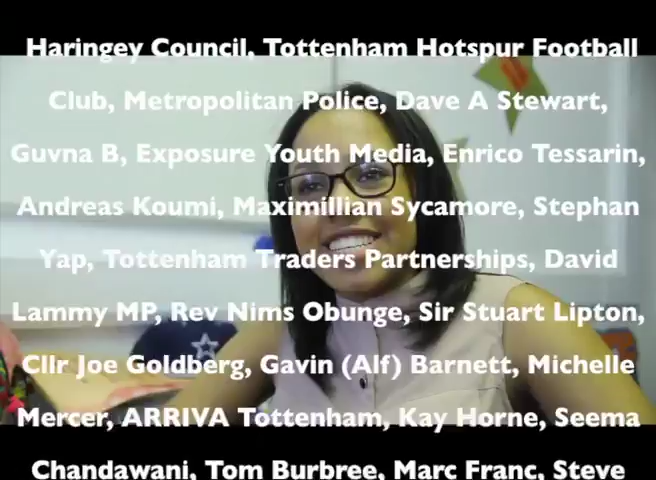 Haringey Council, Tottenham Hotspur Football
Club, Metropolitan Police, Dave A Stewart,
Guvna B, Exposure Youth Media, Enrico Tessarin,
Andreas Koumi, Maximillian Sycamore, Stephan
Yap, Tottenham Traders Partnerships, David
Lammy MP, Rev Nims Obunge, Sir Stuart Lipton,
Cllr Joe Goldberg, Gavin (Alf) Barnett, Michelle
Mercer, ARRIVA Tottenham, Kay Horne, Seema
Chandawani, Tom Burbree, Marc Franc, Steve